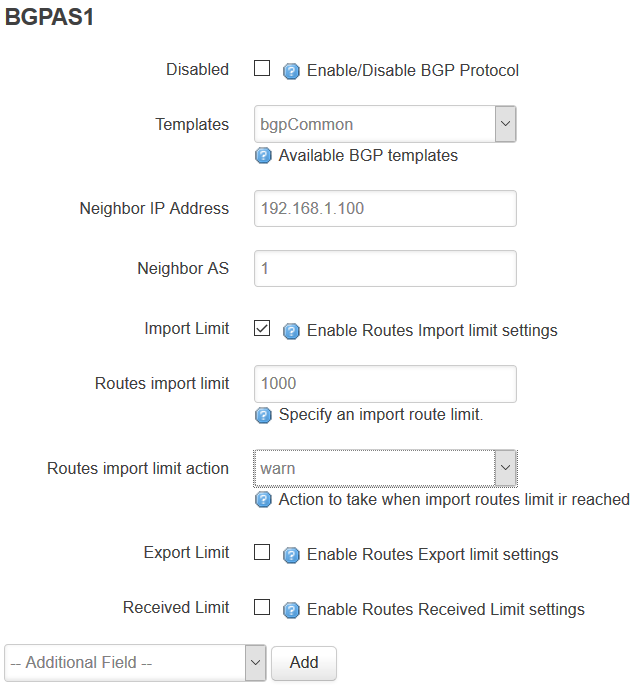 BGPAS1
Disabled Enable/Disable BGP Protocol
Templates bgpCommon
Available BGP templates
Neighbor IP Address 192.168.1.100
Neighbor AS 1
Import Limit Enable Routes Import limit settings
Routes import limit 1000
Specify an import route limit.
Routes import limit action warn
Action to take when import routes limit ir reached
Export Limit Enable Routes Export limit settings
Received Limit Enable Routes Received Limit settings
-- Additional Field -- Add